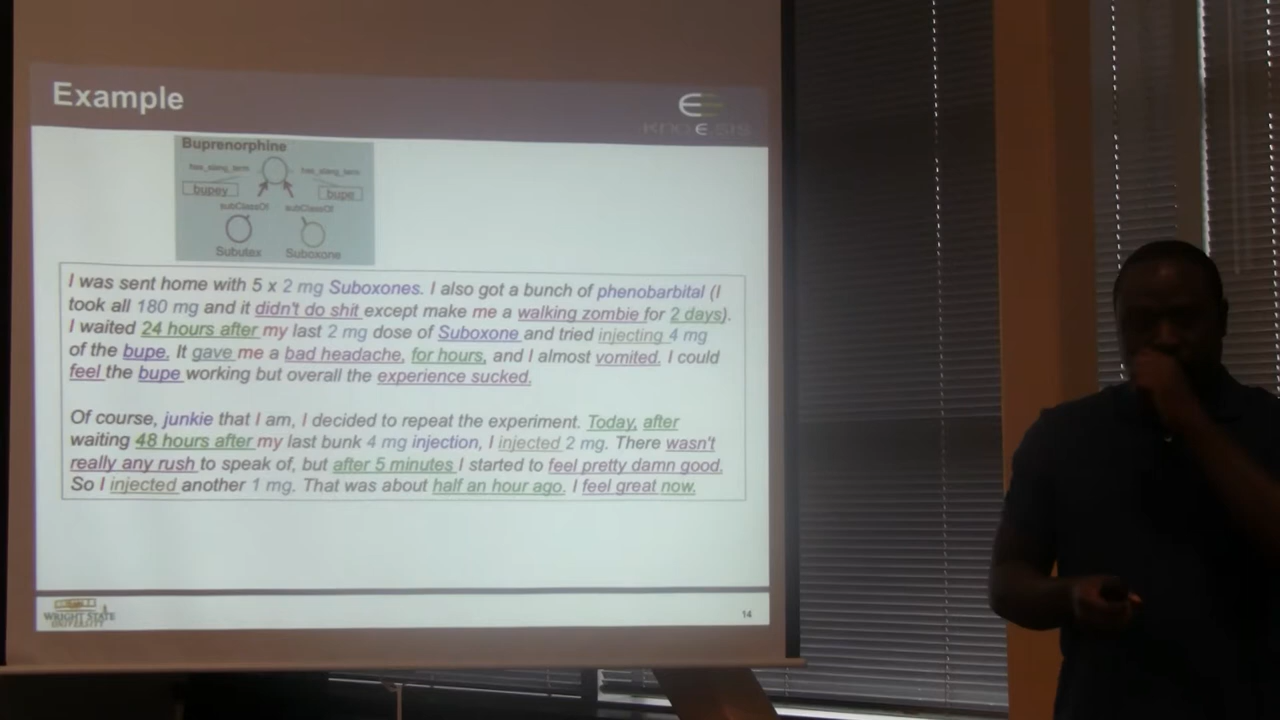 Example
KNO E SIS
Buprenorphine
has_slang_term
has_slang_term
bupey
bupe
subClassOf
subClassOf
Subutex
Suboxone
I was sent home with 5 x 2 mg Suboxones. I also got a bunch of phenobarbital (I
took all 180 mg and it didn't do shit except make me a walking zombie for 2 days).
I waited 24 hours after my last 2 mg dose of Suboxone and tried injecting 4 mg
of the bupe. It gave me a bad headache, for hours, and I almost vomited. I could
feel the bupe working but overall the experience sucked.
Of course, junkie that I am, I decided to repeat the experiment. Today, after
waiting 48 hours after my last bunk 4 mg injection, I injected 2 mg. There wasn't
really any rush to speak of, but after 5 minutes I started to feel pretty damn good.
So I injected another 1 mg. That was about half an hour ago. I feel great now.
WRIGHT STATE
UNIVERSITY
14